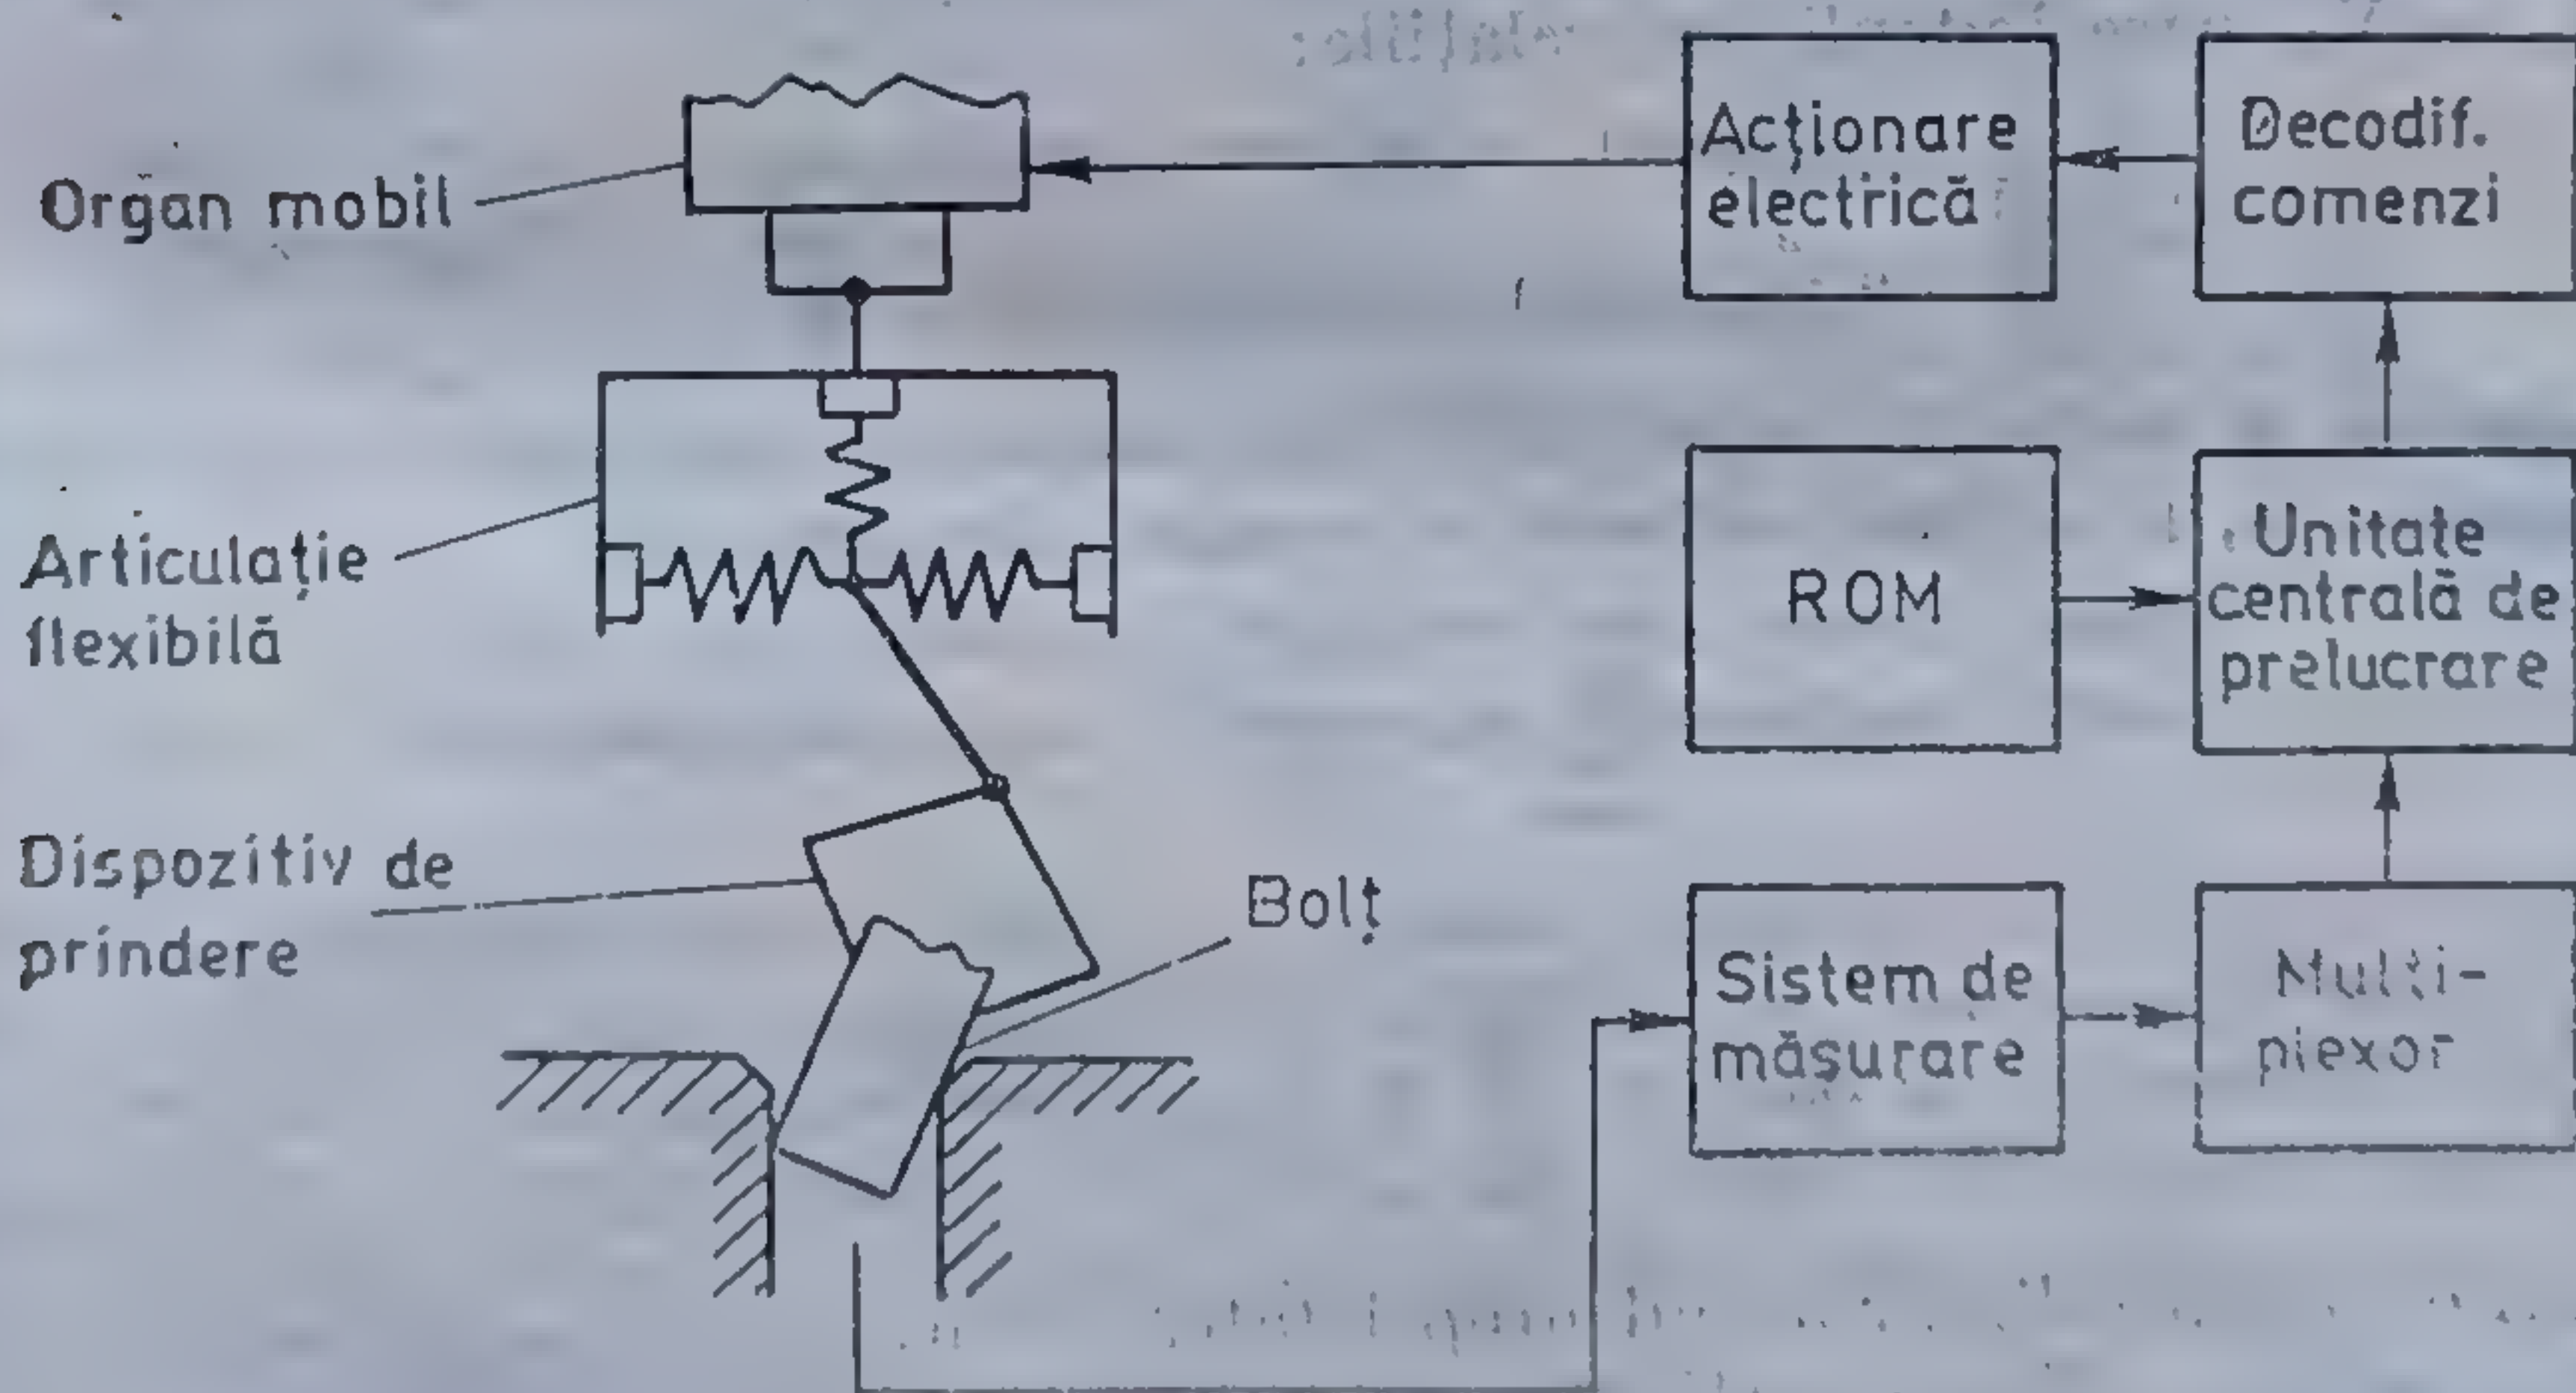 Organ mobil
Articulație
flexibilă
Dispozitiv de
prindere
Bolț
Acționare
electrică
Decodif.
comenzi
ROM
Unitate
centrală de
prelucrare
Sistem de
măsurare
Multi-
plexor